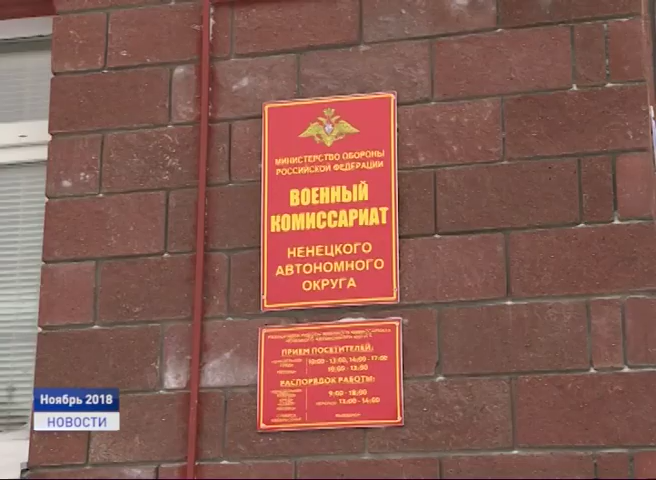 МИНИСТЕРСТВО ОБОРОНЫ
РОССИЙСКОЙ ФЕДЕРАЦИИ
ВОЕННЫЙ
КОМИССАРИАТ
НЕНЕЦКОГО
АВТОНОМНОГО
ОКРУГА
ПРИЕМ ПОСЕТИТЕЛЕЙ:
10:00 - 13:00, 14:00 - 17:00
10:00 - 13:00
РАСПОРЯДОК РАБОТЫ:
9:00 - 18:00
13:00 - 14:00
Ноябрь 2018
НОВОСТИ